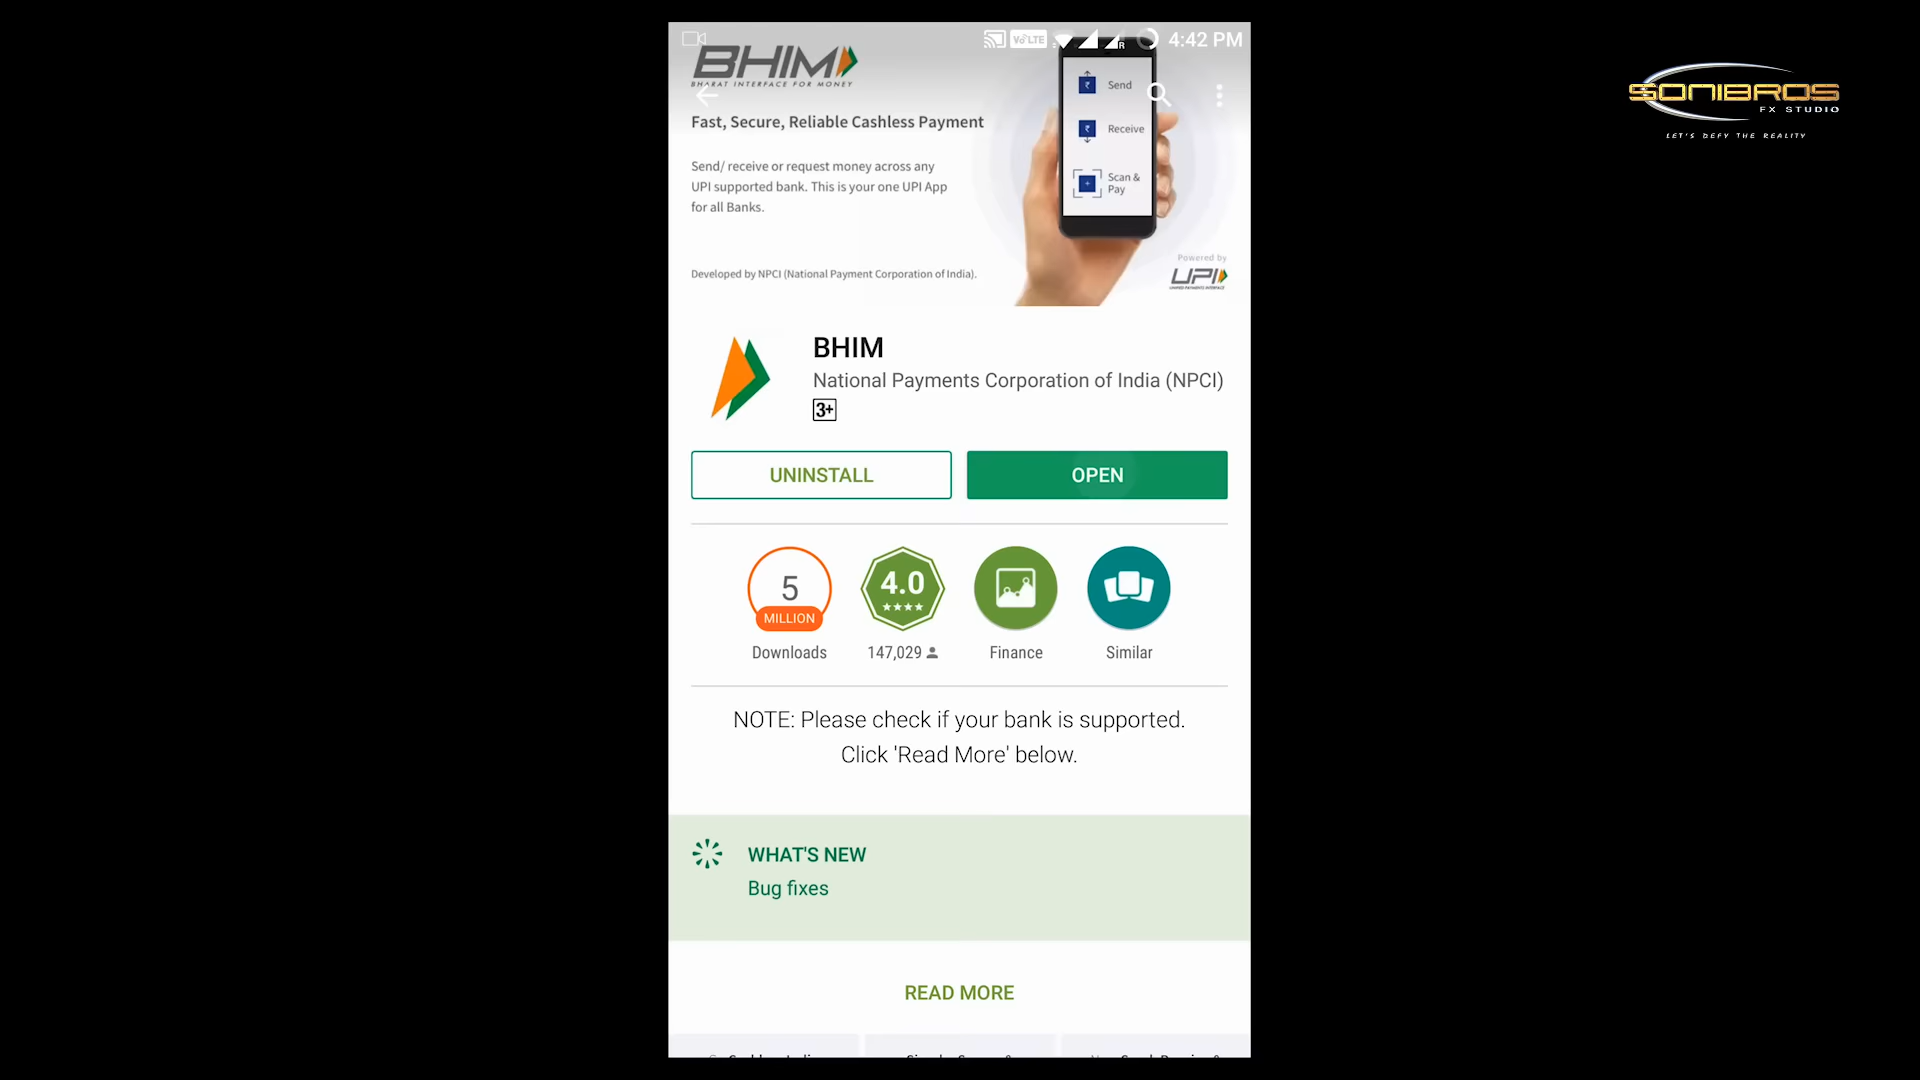 BHIM
BHARAT INTERFACE FOR MONEY
VoLTE
R
4:42 PM
Fast, Secure, Reliable Cashless Payment
Send/ receive or request money across any
UPI supported bank. This is your one UPI App
for all Banks.
Developed by NPCI (National Payment Corporation of India).
Send
Receive
Scan &
Pay
Powered by
UPI
UNIFIED PAYMENTS INTERFACE
SONIBROS
FX STUDIO
LET'S DEFY THE REALITY
BHIM
National Payments Corporation of India (NPCI)
3+
UNINSTALL
OPEN
5
MILLION
Downloads
4.0
147,029
Finance
Similar
NOTE: Please check if your bank is supported.
Click 'Read More' below.
WHAT'S NEW
Bug fixes
READ MORE